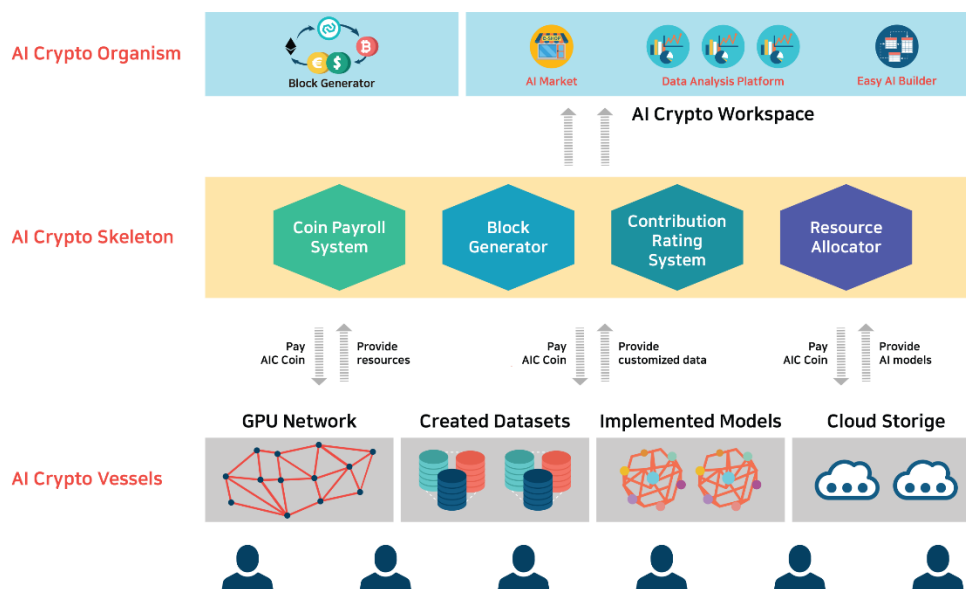 AI Crypto Organism
Block Generator
E-SHOP
AI Market
Data Analysis Platform
Easy AI Builder
AI Crypto Workspace
AI Crypto Skeleton
Coin Payroll
System
Block
Generator
Contribution
Rating
System
Resource
Allocator
Pay
AIC Coin
Provide
resources
Pay
AIC Coin
Provide
customized data
Pay
AIC Coin
Provide
AI models
GPU Network
Created Datasets
Implemented Models
Cloud Storige
AI Crypto Vessels